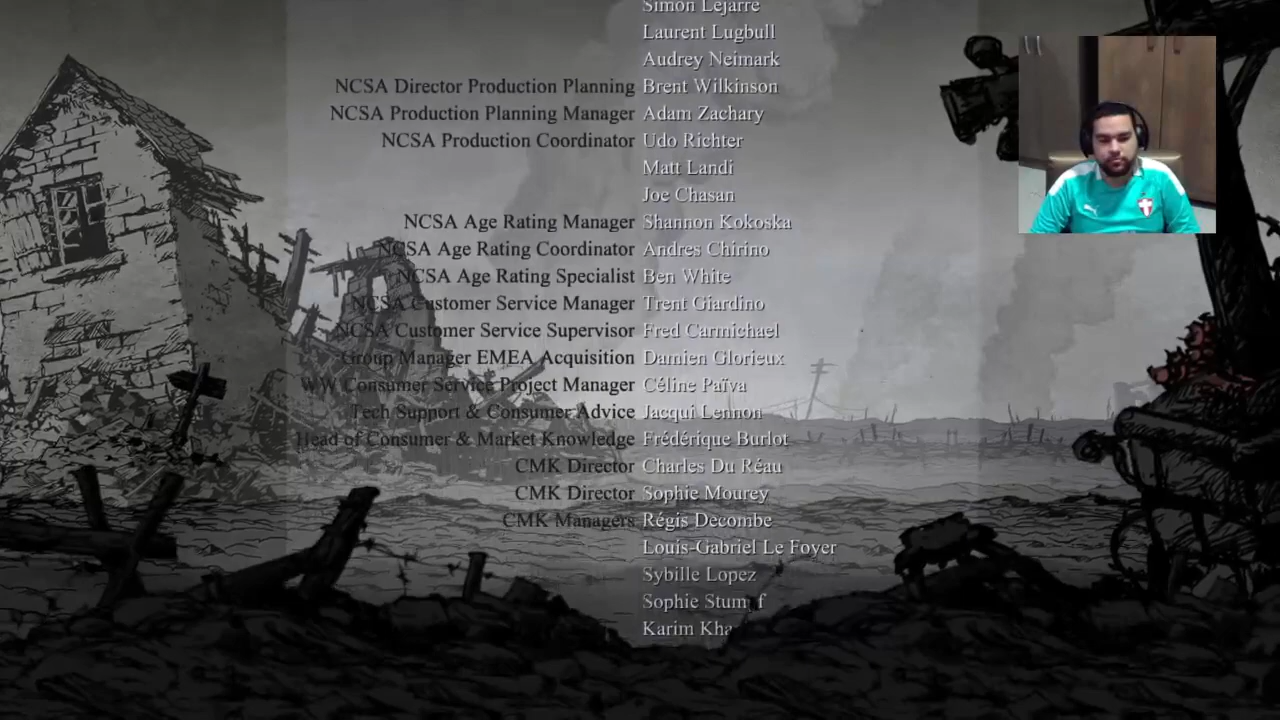 Simon Lejarre
Laurent Lugbull
Audrey Neimark
NCSA Director Production Planning Brent Wilkinson
NCSA Production Planning Manager Adam Zachary
NCSA Production Coordinator Udo Richter
Matt Landi
Joe Chasan
NCSA Age Rating Manager Shannon Kokoska
NCSA Age Rating Coordinator Andres Chirino
NCSA Age Rating Specialist Ben White
NCSA Customer Service Manager Trent Giardino
NCSA Customer Service Supervisor Fred Carmichael
Group Manager EMEA Acquisition Damien Glorieux
WW Consumer Service Project Manager Céline Païva
Tech Support & Consumer Advice Jacqui Lennon
Head of Consumer & Market Knowledge Frédérique Burlot
CMK Director Charles Du Réau
CMK Director Sophie Mourey
CMK Managers Régis Decombe
Louis-Gabriel Le Foyer
Sybille Lopez
Sophie Stumpf
Karim